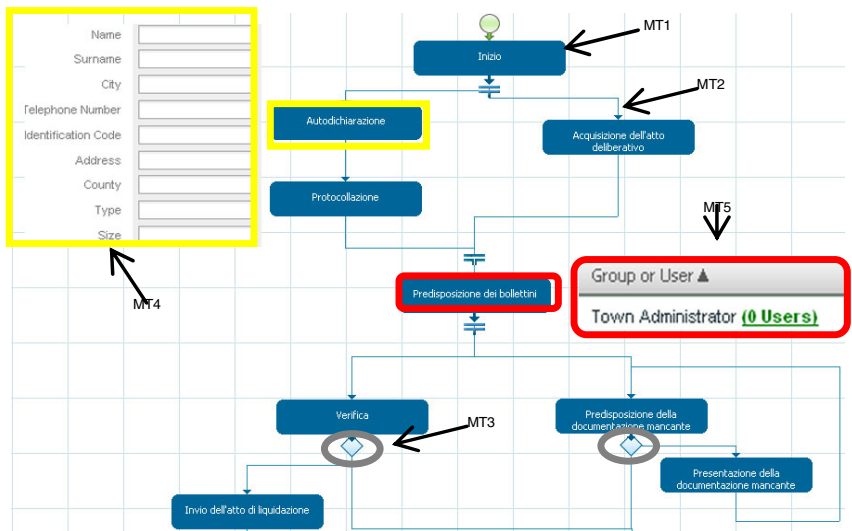 Name
Surname
City
Telephone Number
Identification Code
Address
County
Type
Size
MT4
Inizio
MT1
MT2
Autodichiarazione
Acquisizione dell'atto
deliberativo
Protocollazione
MT5
Predisposizione dei bollettini
Group or User ▲
Town Administrator (0 Users)
Verifica
MT3
Predisposizione della
documentazione mancante
Presentazione della
documentazione mancante
Invio dell'atto di liquidazione